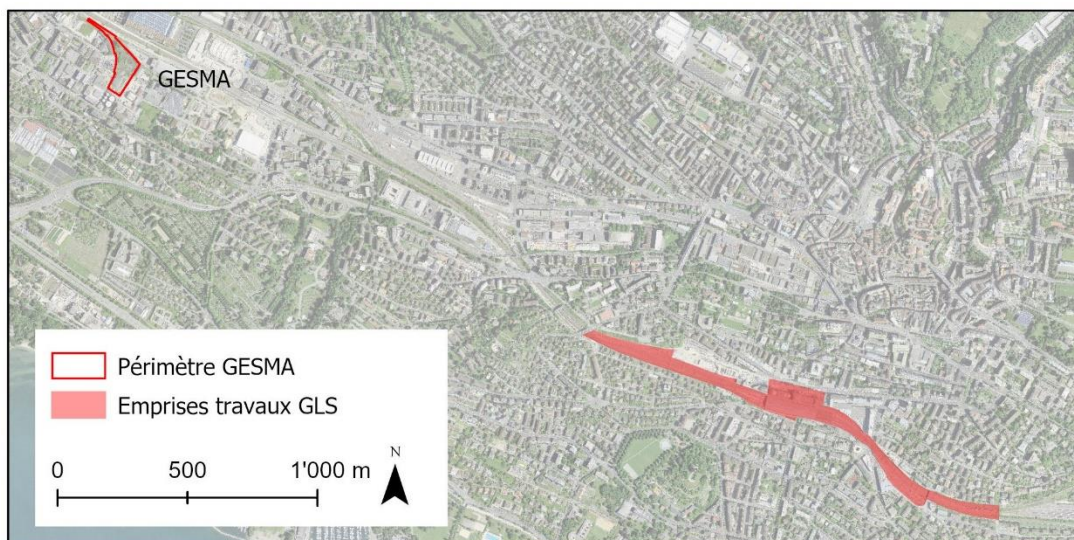 GESMA
Périmètre GESMA
Emprises travaux GLS
0 500 1'000 m
N